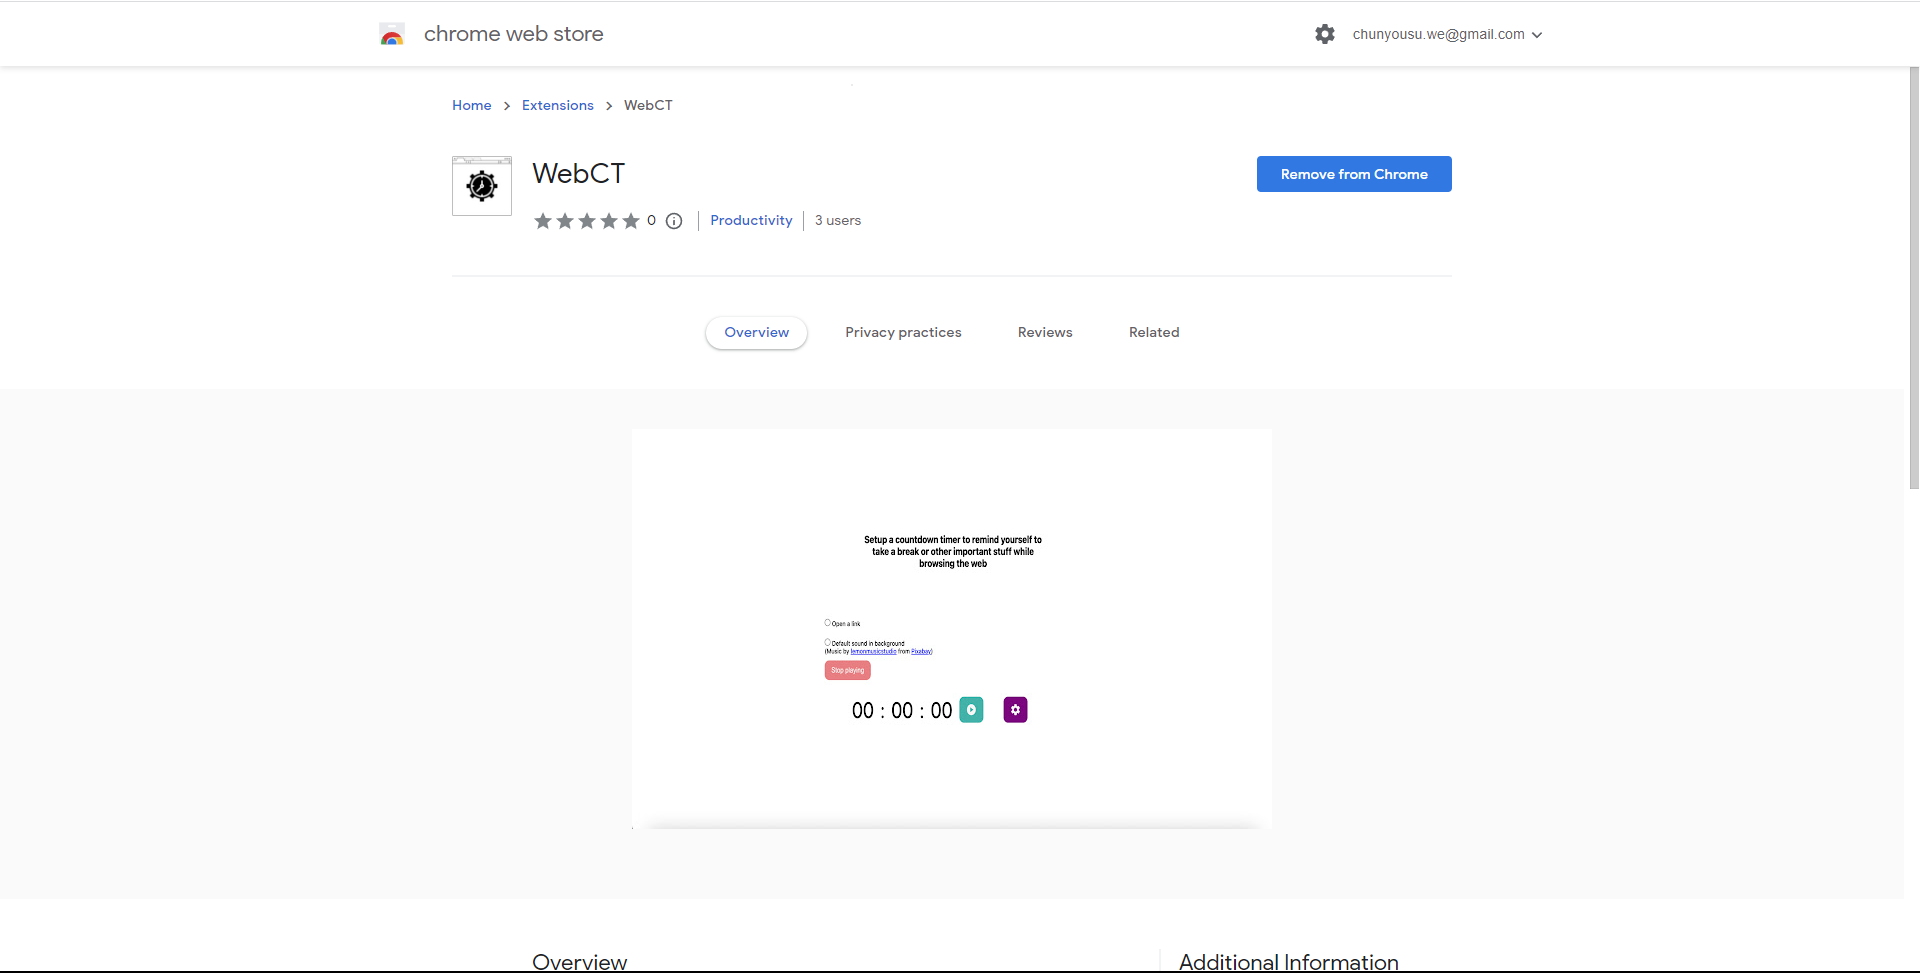 chrome web store
chunyousu.we@gmail.com
Home > Extensions > WebCT
WebCT
Remove from Chrome
0 Productivity 3 users
Overview Privacy practices Reviews Related
Setup a countdown timer to remind yourself to
take a break or other important stuff while
browsing the web
Open a link
Default sound in background
(Music by lemonmusicstudio from Pixabay)
Stop playing
00 : 00 : 00
Overview
Additional Information